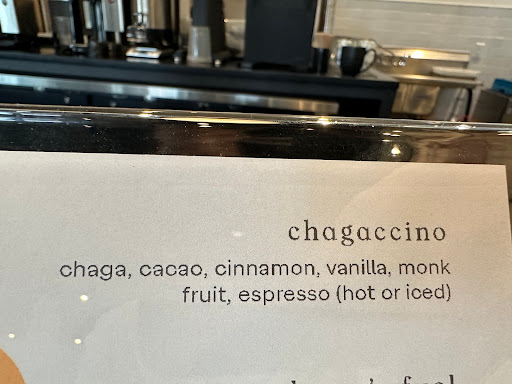 chagaccino
chaga, cacao, cinnamon, vanilla, monk
fruit, espresso (hot or iced)